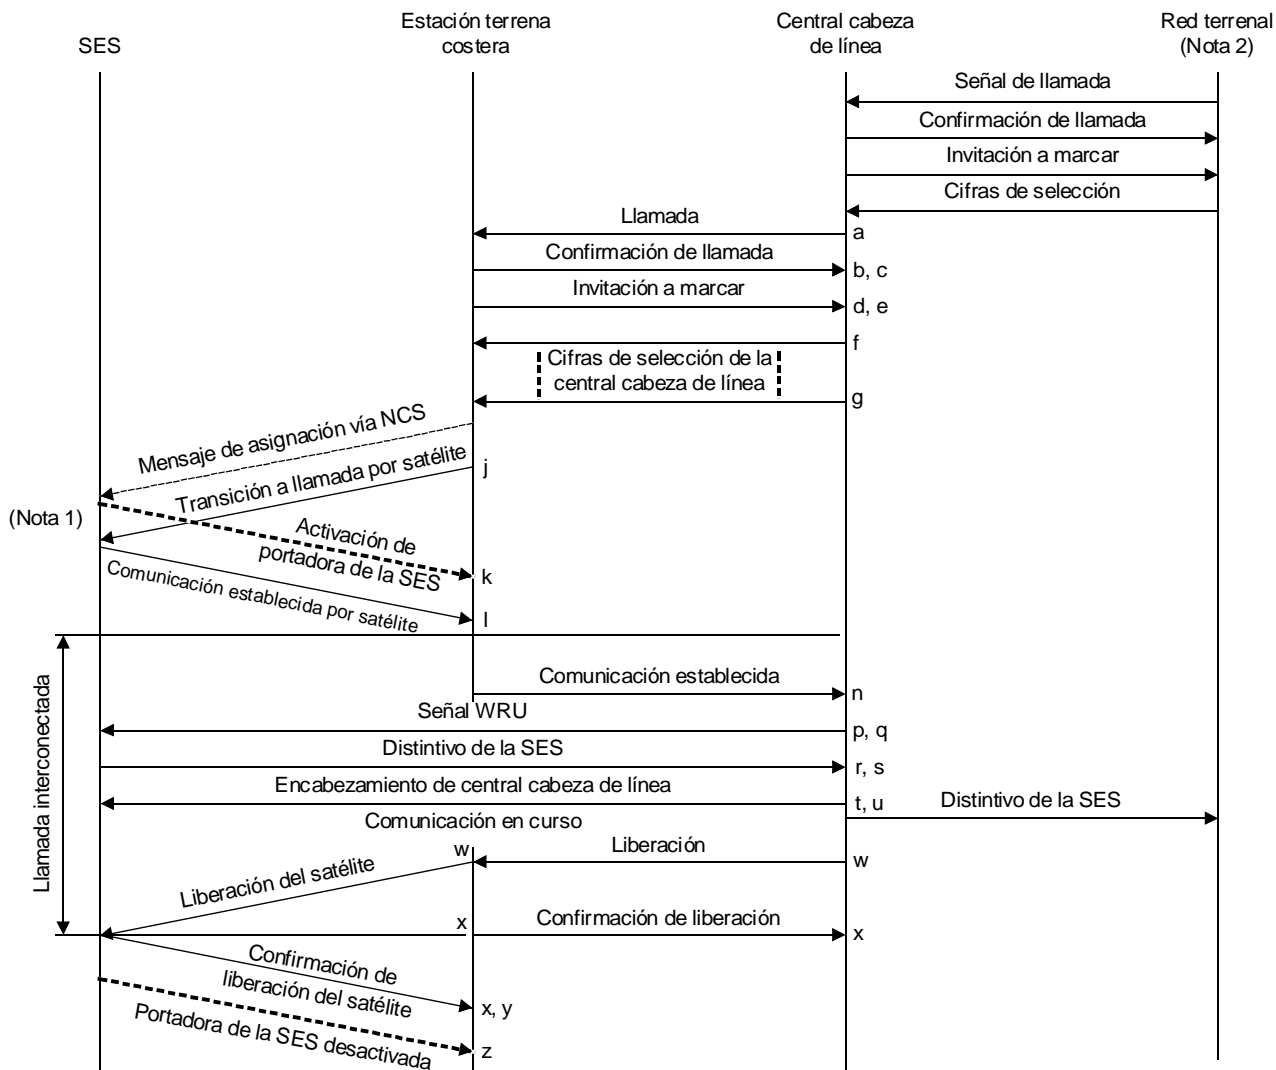 SES
Estación terrena
costera
Central cabeza
de línea
Red terrenal
(Nota 2)
Señal de llamada
Confirmación de llamada
Invitación a marcar
Cifras de selección
Llamada
a
Confirmación de llamada
b, c
Invitación a marcar
d, e
f
Cifras de selección de la
central cabeza de línea
g
Mensaje de asignación vía NCS
j
Transición a llamada por satélite
(Nota 1)
Activación de
portadora de la SES
k
Comunicación establecida por satélite
l
Llamada interconectada
Comunicación establecida
n
Señal WRU
p, q
Distintivo de la SES
r, s
Encabezamiento de central cabeza de línea
t, u
Distintivo de la SES
Comunicación en curso
w
Liberación
w
Liberación del satélite
x
Confirmación de liberación
x
Confirmación de
liberación del satélite
x, y
Portadora de la SES desactivada
z